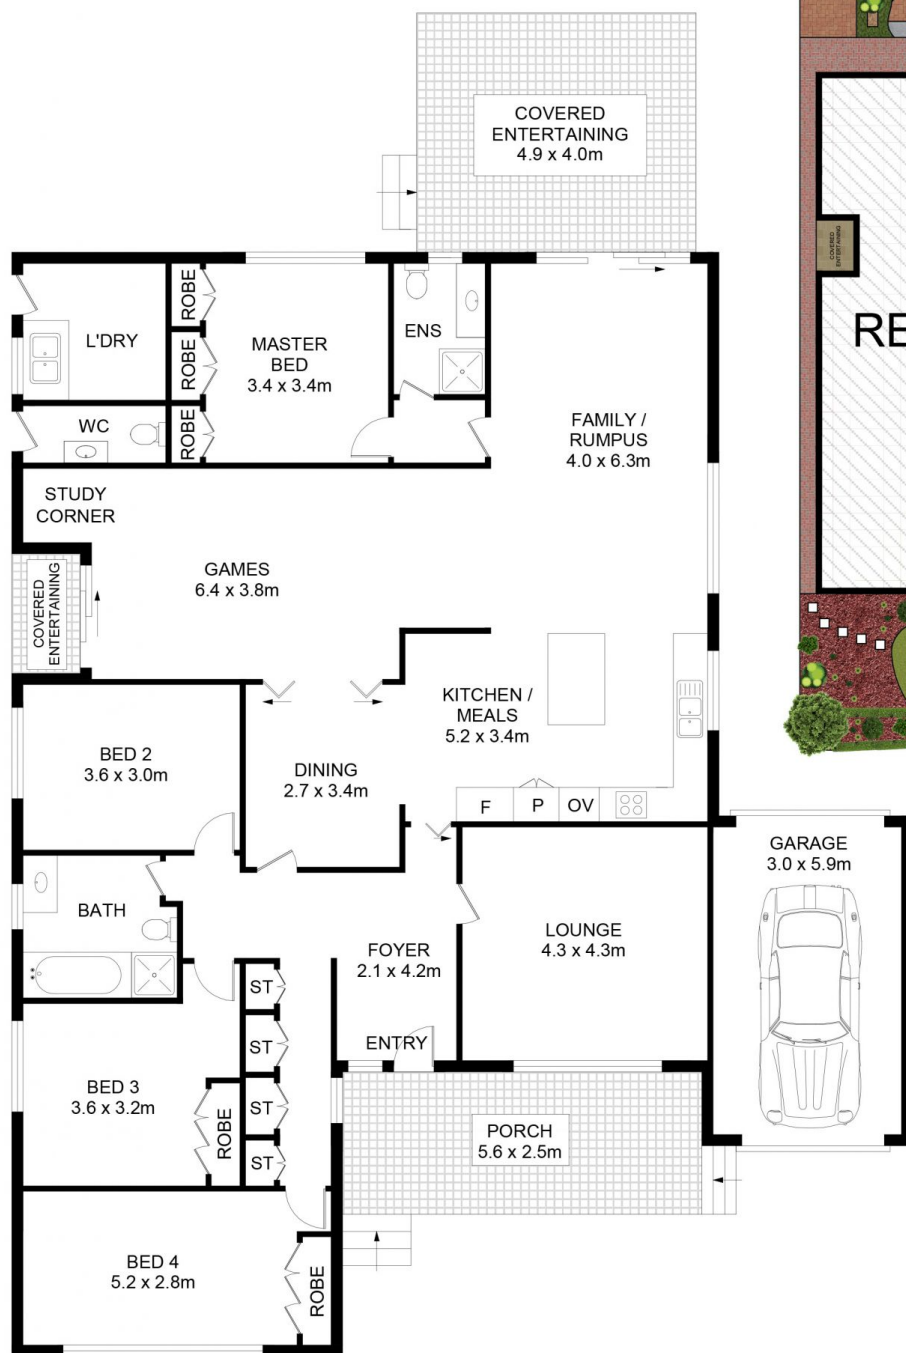 COVERED
ENTERTAINING
4.9 x 4.0m
L'DRY
ROBE
ROBE
ROBE
MASTER
BED
3.4 x 3.4m
ENS
WC
FAMILY /
RUMPUS
4.0 x 6.3m
STUDY
CORNER
GAMES
6.4 x 3.8m
COVERED
ENTERTAINING
KITCHEN /
MEALS
5.2 x 3.4m
BED 2
3.6 x 3.0m
DINING
2.7 x 3.4m
F
P
OV
BATH
FOYER
2.1 x 4.2m
ENTRY
LOUNGE
4.3 x 4.3m
GARAGE
3.0 x 5.9m
ST
ST
ST
ST
BED 3
3.6 x 3.2m
ROBE
PORCH
5.6 x 2.5m
BED 4
5.2 x 2.8m
ROBE
COVERED
ENTERTAINING
RE